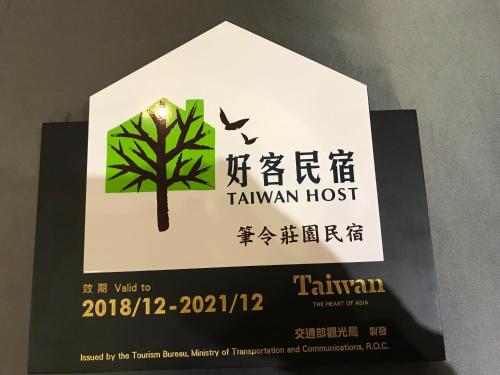 好客民宿
TAIWAN HOST
筆令莊園民宿
效期 Valid to
2018/12-2021/12
Taiwan
THE HEART OF ASIA
交通部觀光局 製發
Issued by the Tourism Bureau, Ministry of Transportation and Communications, R.O.C.